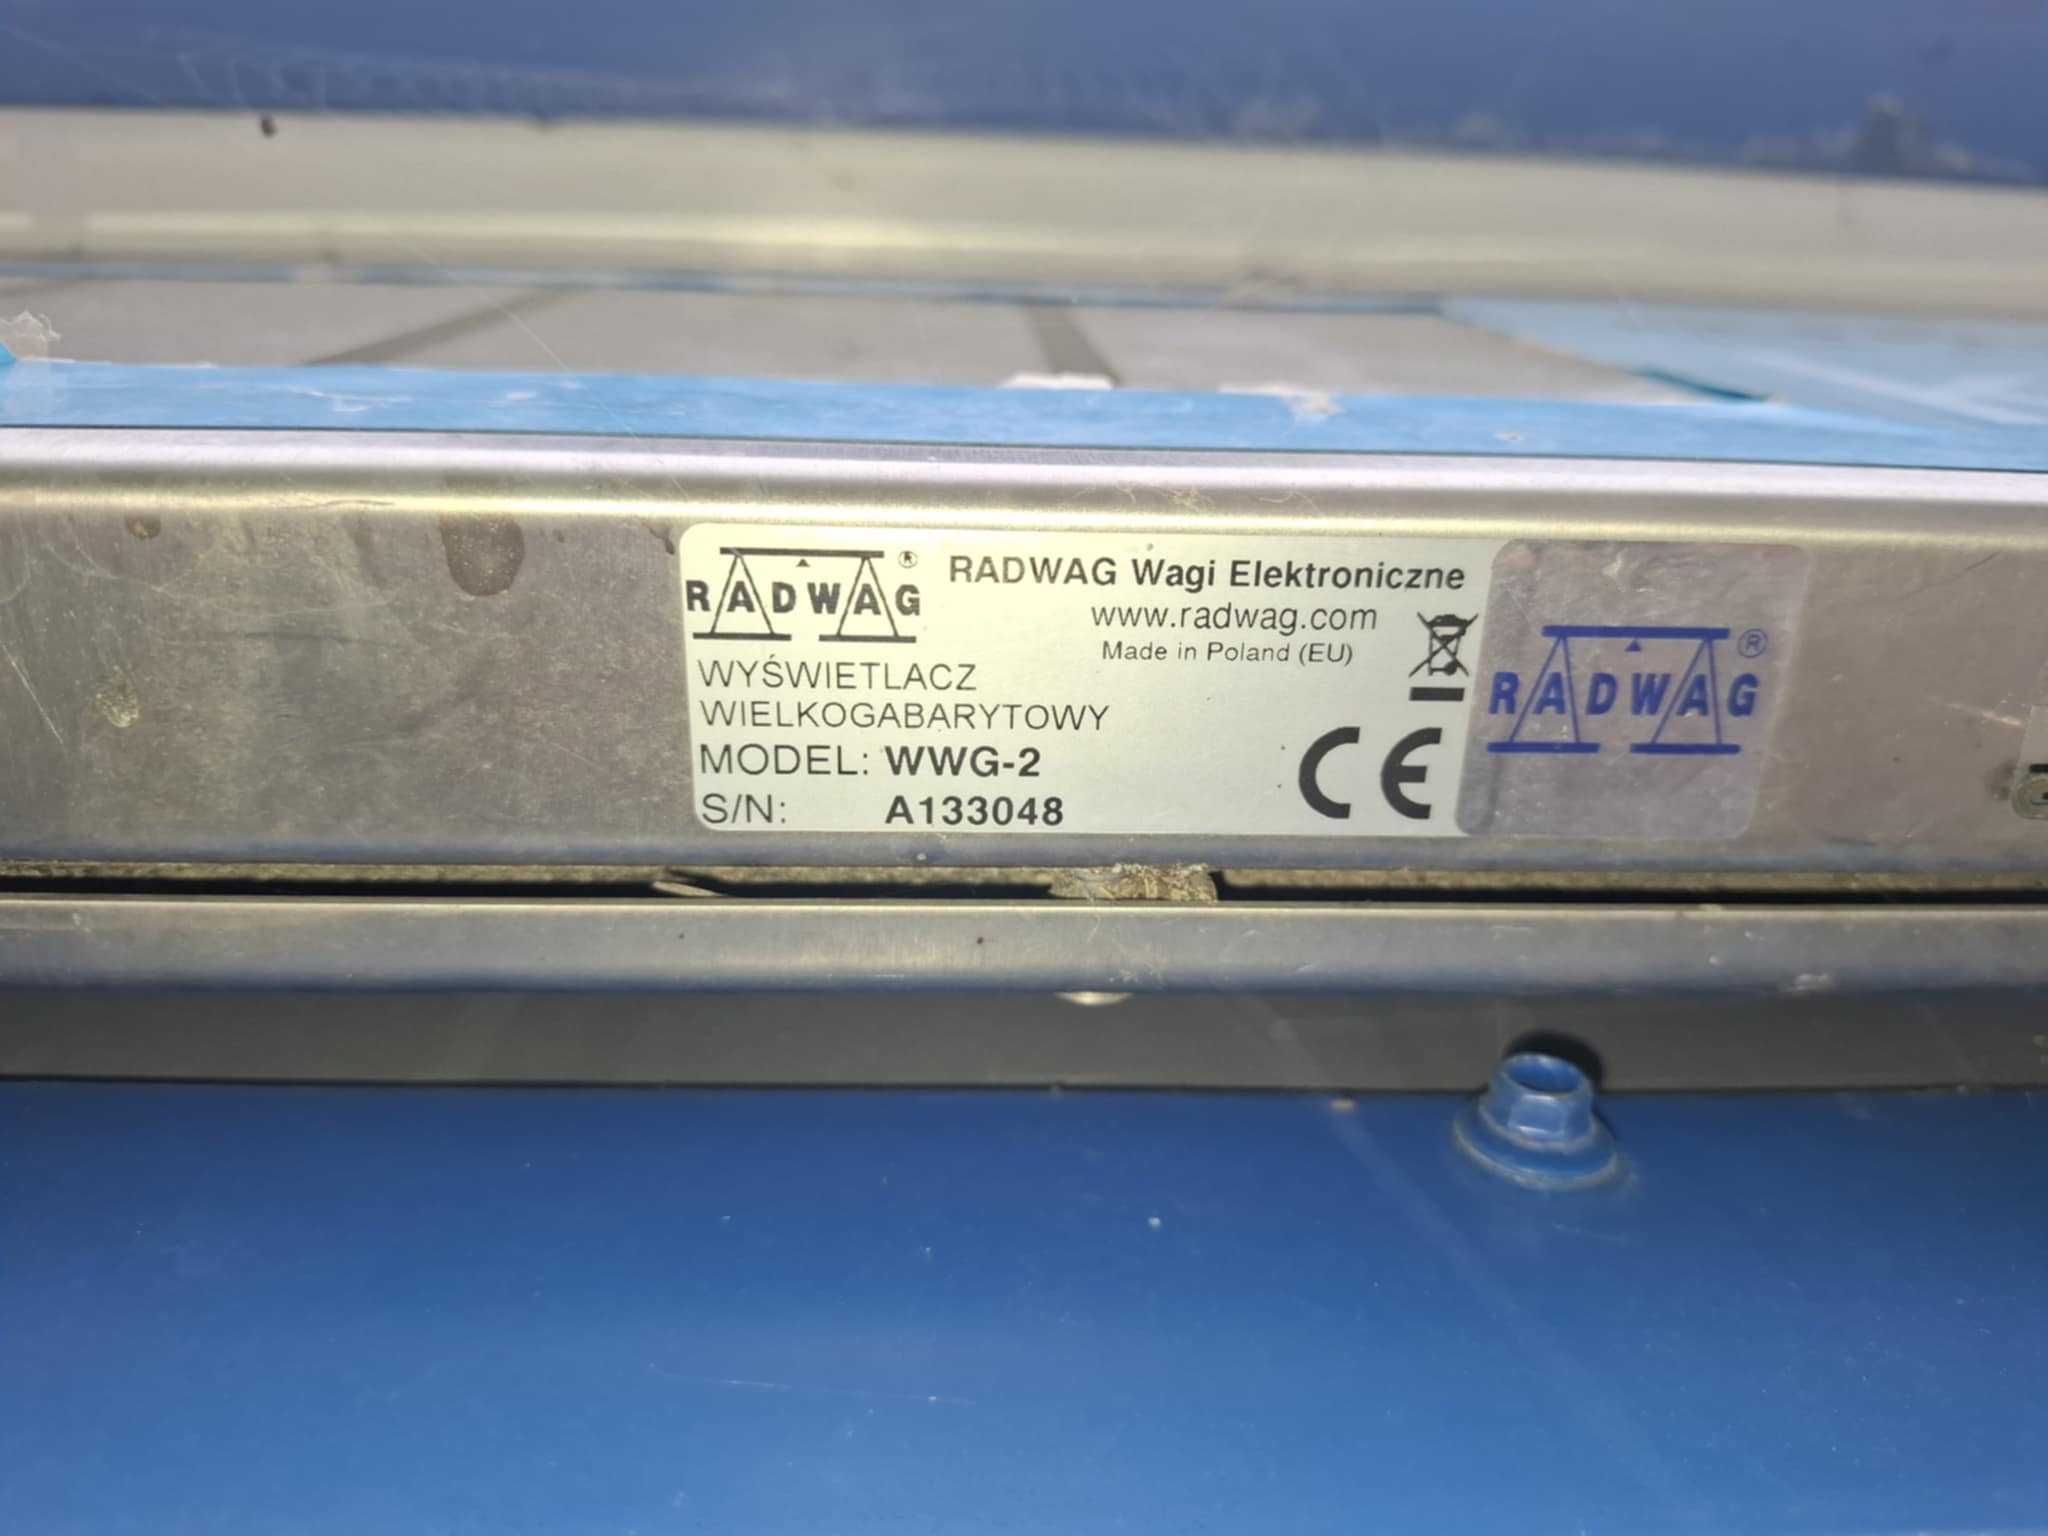 RADWAG®
RADWAG Wagi Elektroniczne
www.radwag.com
Made in Poland (EU)
WYŚWIETLACZ
WIELKOGABARYTOWY
MODEL: WWG-2
S/N: A133048
CE
RADWAG®